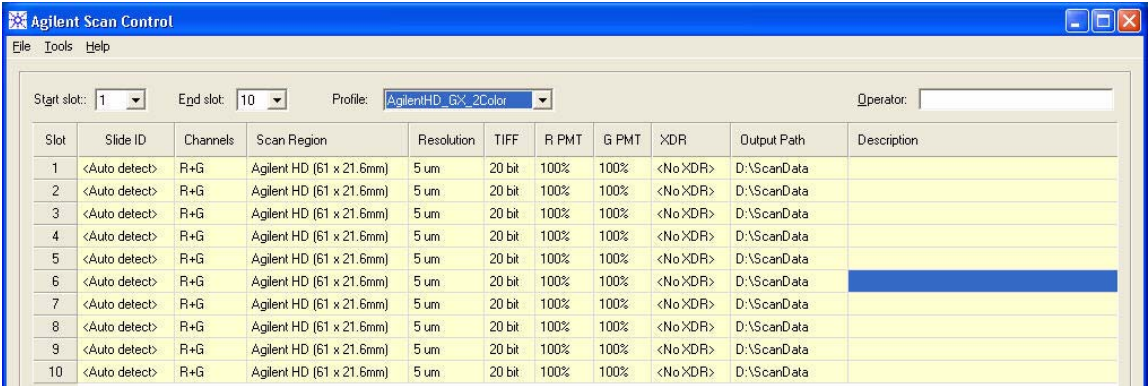 Agilent Scan Control
File Tools Help
Start slot:: 1 End slot: 10 Profile: AgilentHD_GX_2Color Operator:
Slot Slide ID Channels Scan Region Resolution TIFF R PMT G PMT XDR Output Path Description
1 <Auto detect> R+G Agilent HD (61 x 21.6mm) 5 um 20 bit 100% 100% <No XDR> D:\ScanData
2 <Auto detect> R+G Agilent HD (61 x 21.6mm) 5 um 20 bit 100% 100% <No XDR> D:\ScanData
3 <Auto detect> R+G Agilent HD (61 x 21.6mm) 5 um 20 bit 100% 100% <No XDR> D:\ScanData
4 <Auto detect> R+G Agilent HD (61 x 21.6mm) 5 um 20 bit 100% 100% <No XDR> D:\ScanData
5 <Auto detect> R+G Agilent HD (61 x 21.6mm) 5 um 20 bit 100% 100% <No XDR> D:\ScanData
6 <Auto detect> R+G Agilent HD (61 x 21.6mm) 5 um 20 bit 100% 100% <No XDR> D:\ScanData
7 <Auto detect> R+G Agilent HD (61 x 21.6mm) 5 um 20 bit 100% 100% <No XDR> D:\ScanData
8 <Auto detect> R+G Agilent HD (61 x 21.6mm) 5 um 20 bit 100% 100% <No XDR> D:\ScanData
9 <Auto detect> R+G Agilent HD (61 x 21.6mm) 5 um 20 bit 100% 100% <No XDR> D:\ScanData
10 <Auto detect> R+G Agilent HD (61 x 21.6mm) 5 um 20 bit 100% 100% <No XDR> D:\ScanData